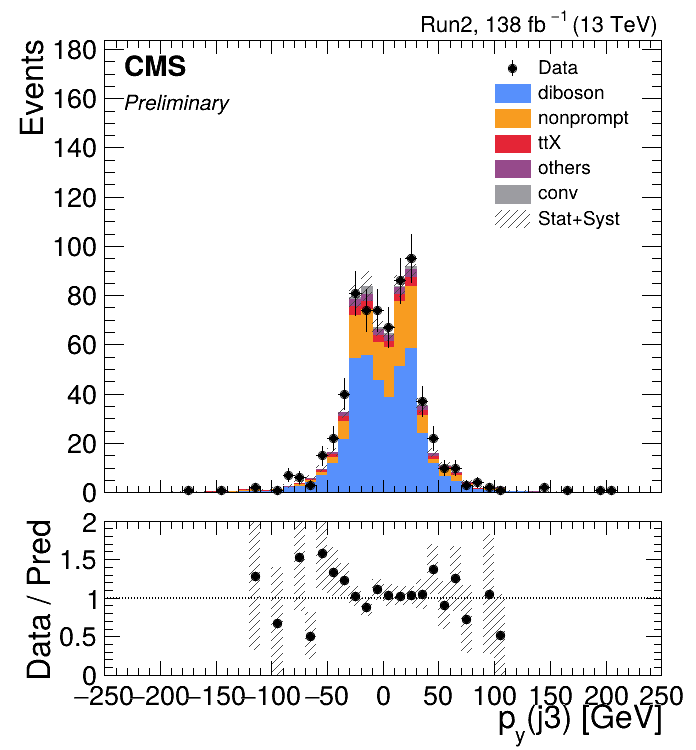 Run2, 138 fb⁻¹ (13 TeV)
CMS
Preliminary
Events
180
160
140
120
100
80
60
40
20
0
Data
diboson
nonprompt
ttX
others
conv
Stat+Syst
Data / Pred
2
1.5
1
0.5
0
−250 −200 −150 −100 −50 0 50 100 150 200 250
p_y(j3) [GeV]